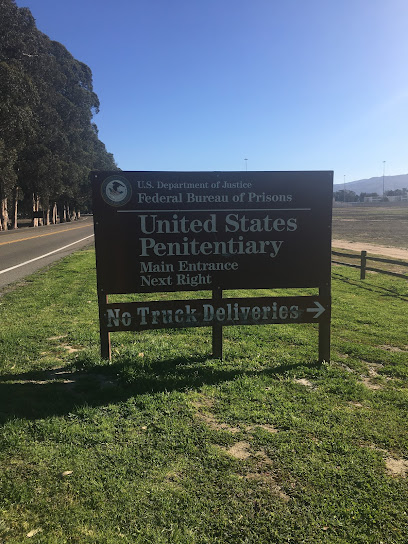 U.S. Department of Justice
Federal Bureau of Prisons
United States
Penitentiary
Main Entrance
Next Right
No Truck Deliveries